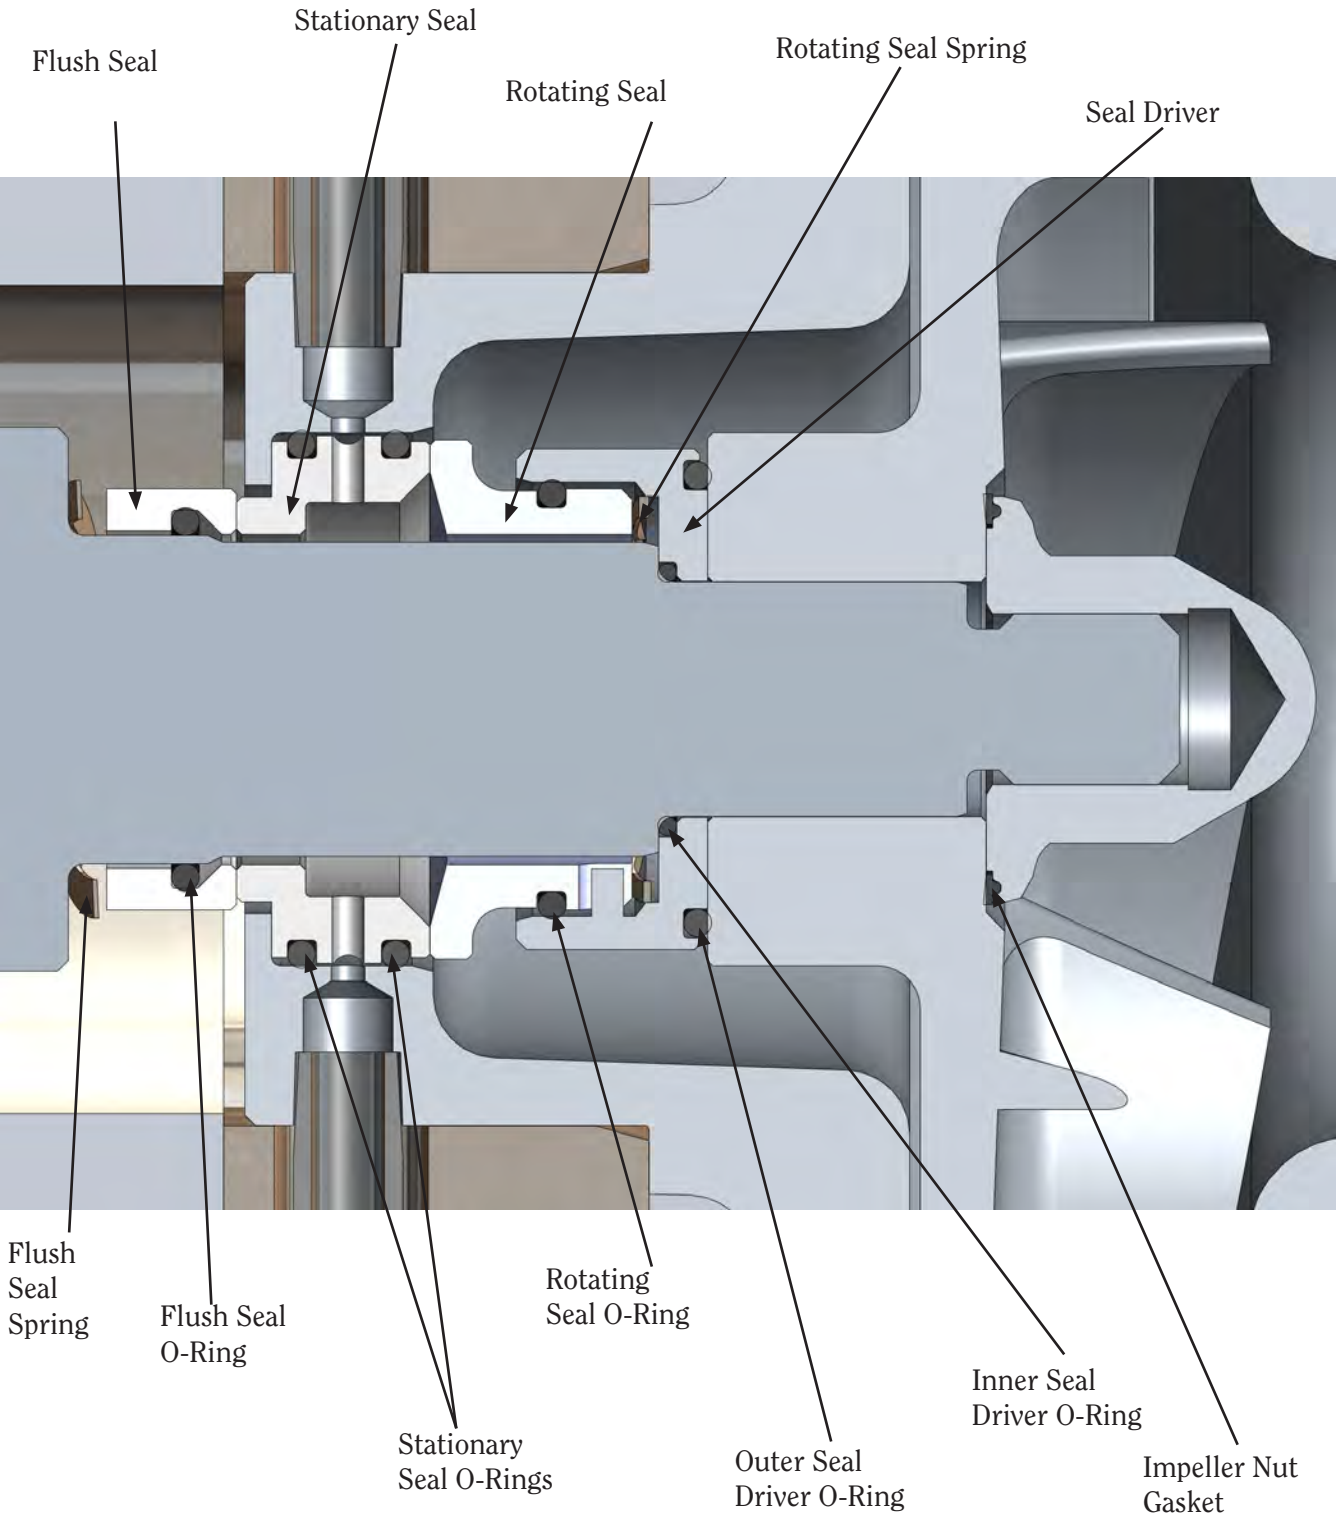 Stationary Seal
Flush Seal
Rotating Seal Spring
Rotating Seal
Seal Driver
Flush
Seal
Spring
Flush Seal
O-Ring
Rotating
Seal O-Ring
Stationary
Seal O-Rings
Outer Seal
Driver O-Ring
Inner Seal
Driver O-Ring
Impeller Nut
Gasket